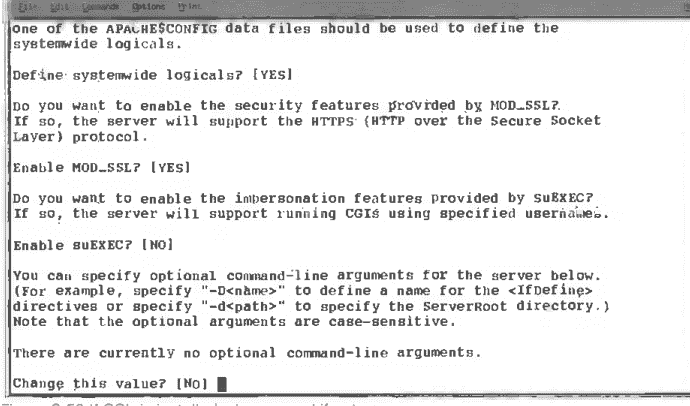 File Edit Commands Options Print
one of the APACHE$CONFIG data files should be used to define the
systemwide logicals.
Define systemwide logicals? [YES]
Do you want to enable the security features provided by MOD_SSL?
If so, the server will support the HTTPS (HTTP over the Secure Socket
Layer) protocol.
Enable MOD_SSL? [YES]
Do you want to enable the impersonation features provided by suEXEC?
If so, the server will support running CGIs using specified usernames.
Enable suEXEC? [NO]
You can specify optional command-line arguments for the server below.
(For example, specify "-D<name>" to define a name for the <IfDefine>
directives or specify "-d<path>" to specify the ServerRoot directory.)
Note that the optional arguments are case-sensitive.
There are currently no optional command-line arguments.
Change this value? [NO]